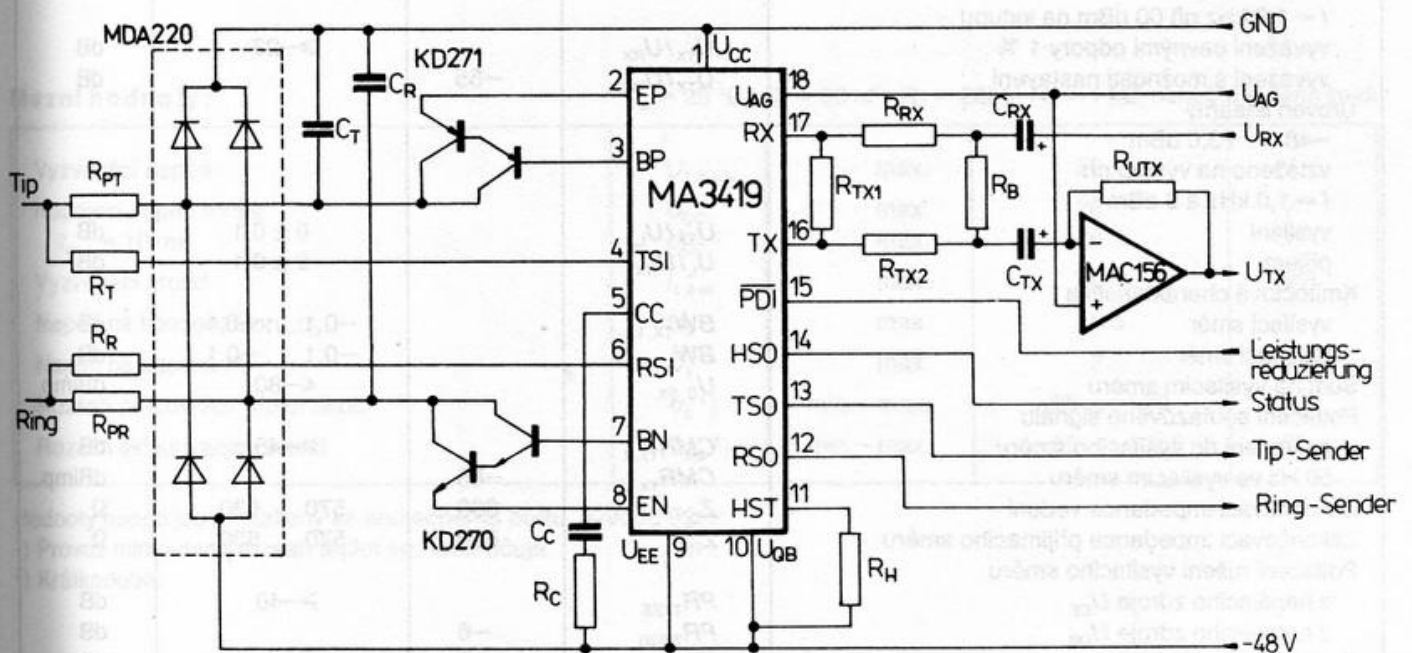 MDA220
KD271
C_R
C_T
R_PT
Tip
R_T
R_R
Ring
R_PR
KD270
C_C
R_C
MA3419
1 U_CC
2 EP
3 BP
4 TSI
5 CC
6 RSI
7 BN
8 EN
U_EE 9
10 U_QB
11 HST
12 RSO
13 TSO
14 HSO
15 PDI
16 TX
17 RX
18 U_AG
R_RX
C_RX
R_TX1
R_B
R_TX2
C_TX
R_UTX
MAC156
R_H
GND
U_AG
U_RX
U_TX
Leistungs-
reduzierung
Status
Tip-Sender
Ring-Sender
-48V